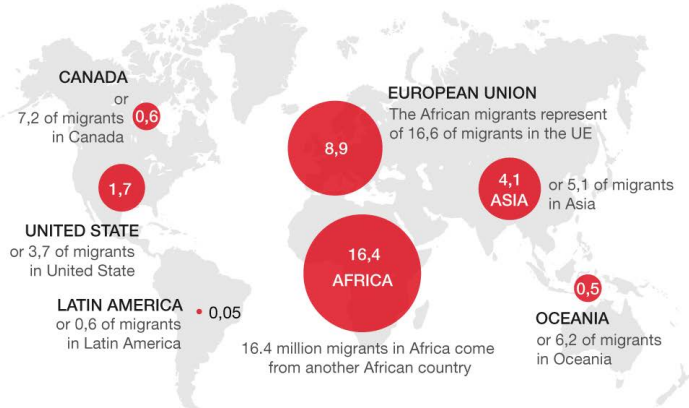 CANADA
or
7,2 of migrants
in Canada
0,6
EUROPEAN UNION
The African migrants represent
of 16,6 of migrants in the UE
8,9
1,7
UNITED STATE
or 3,7 of migrants
in United State
4,1
ASIA
or 5,1 of migrants
in Asia
16,4
AFRICA
16.4 million migrants in Africa come
from another African country
LATIN AMERICA
or 0,6 of migrants
in Latin America
0,05
0,5
OCEANIA
or 6,2 of migrants
in Oceania